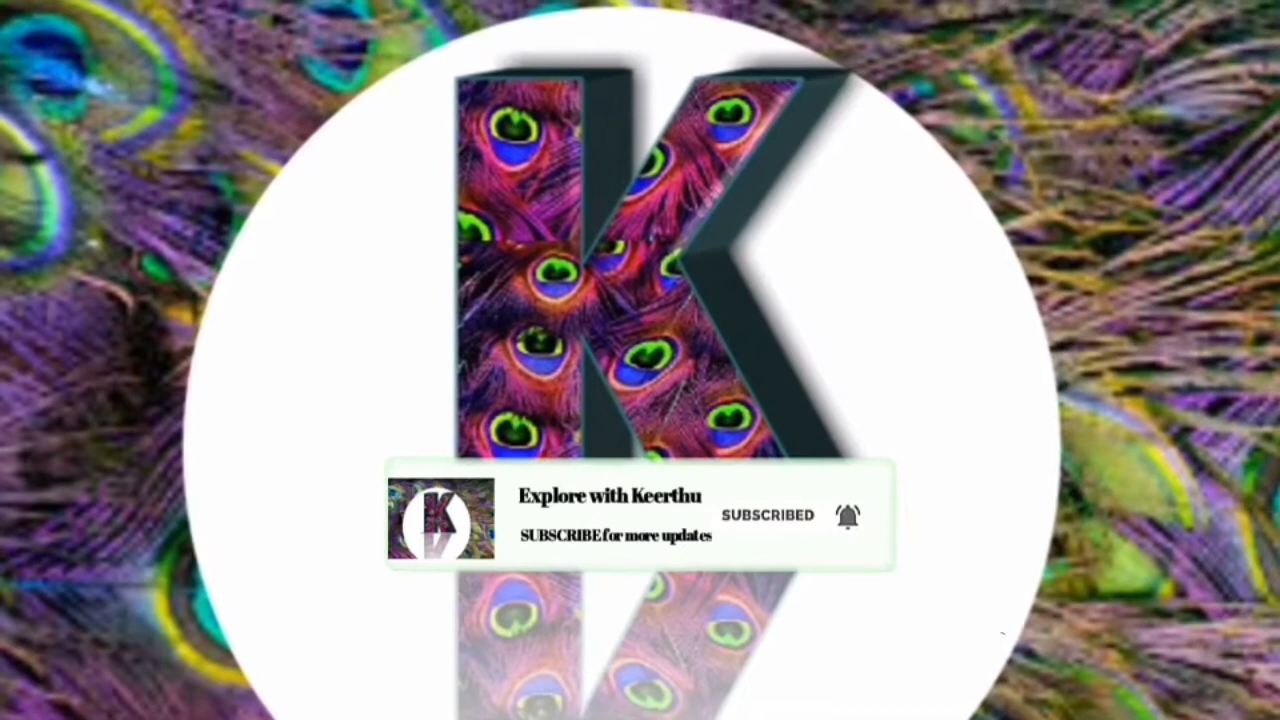 K
Explore with Keerthu
SUBSCRIBED
SUBSCRIBE for more updates
K